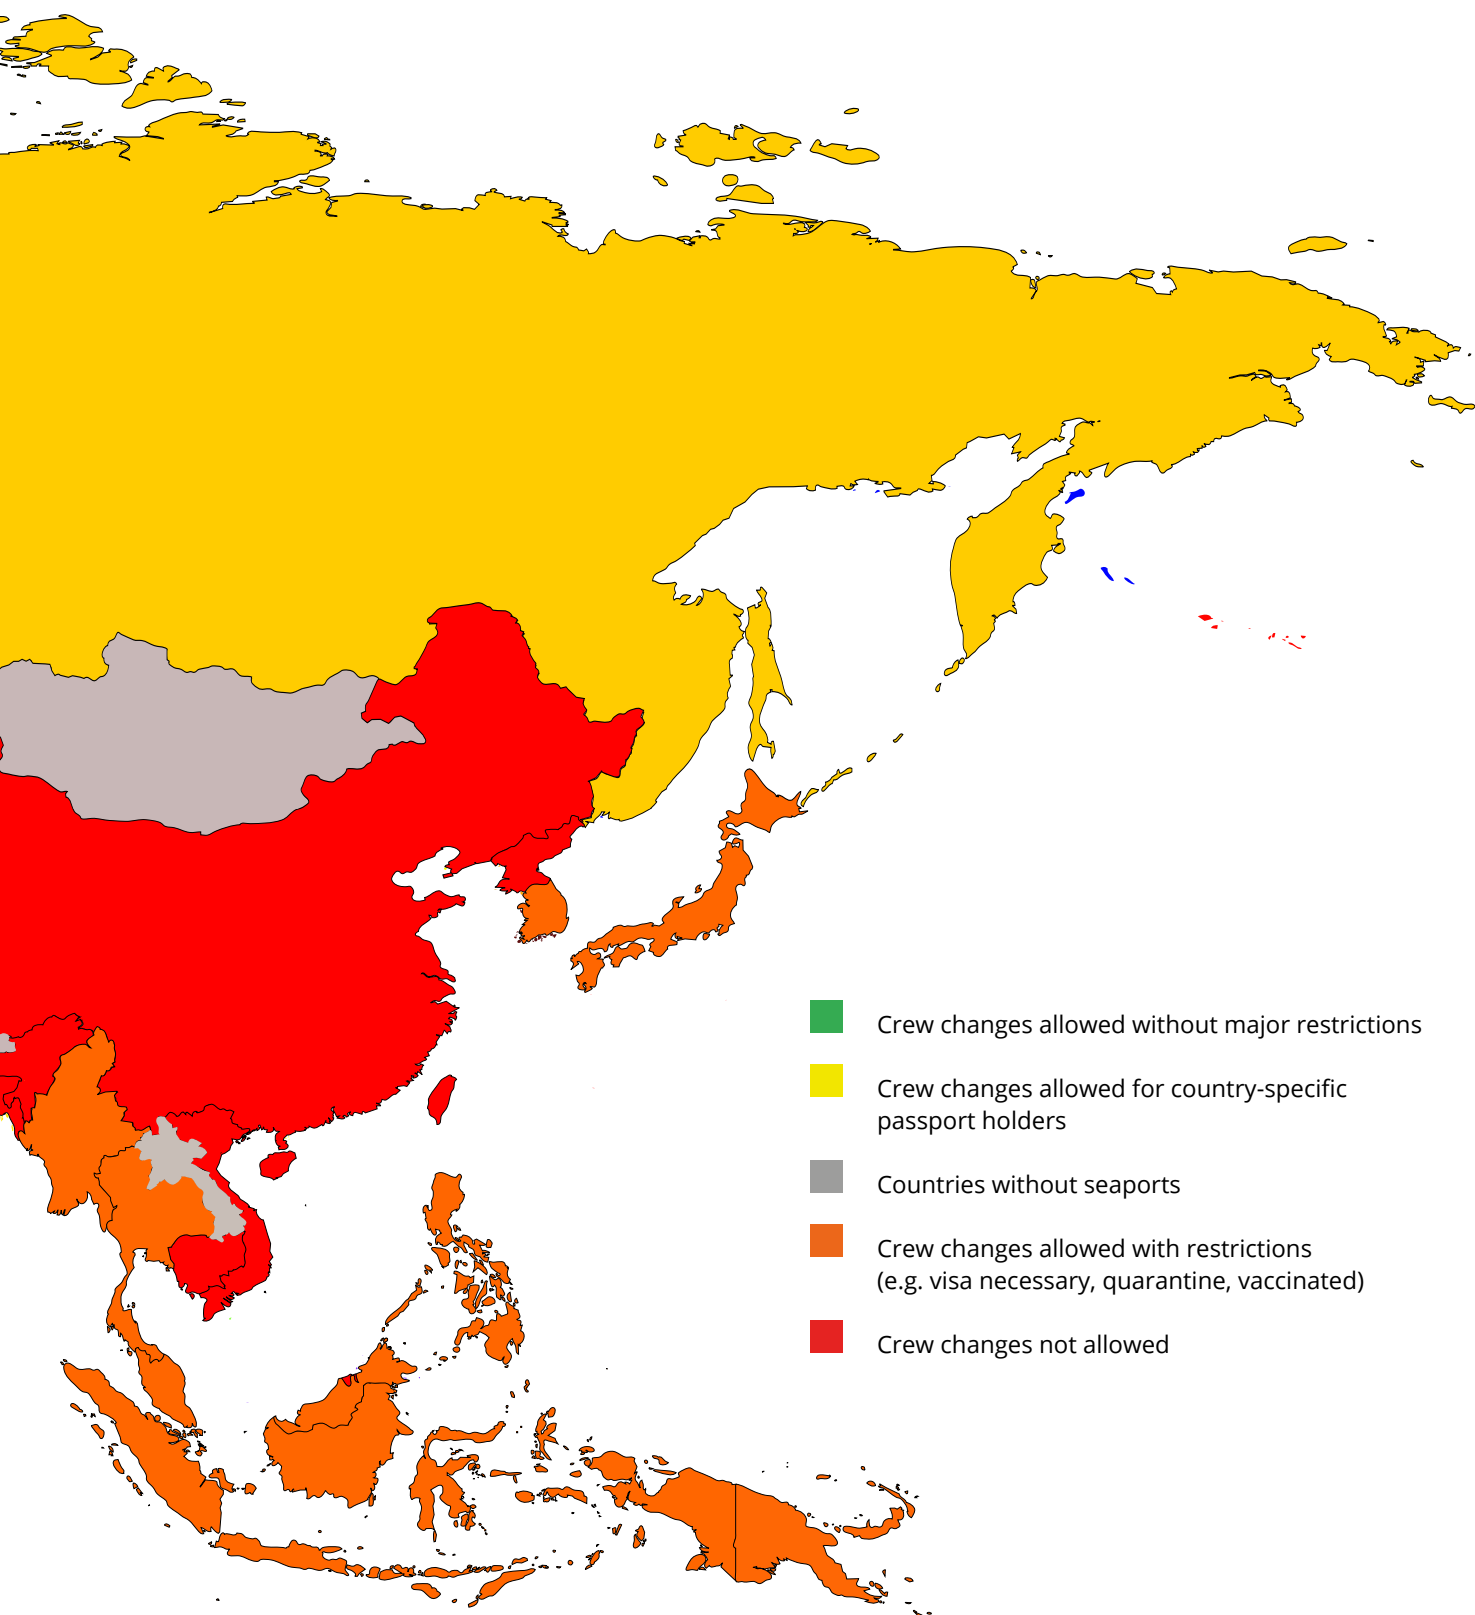 Crew changes allowed without major restrictions
Crew changes allowed for country-specific
passport holders
Countries without seaports
Crew changes allowed with restrictions
(e.g. visa necessary, quarantine, vaccinated)
Crew changes not allowed